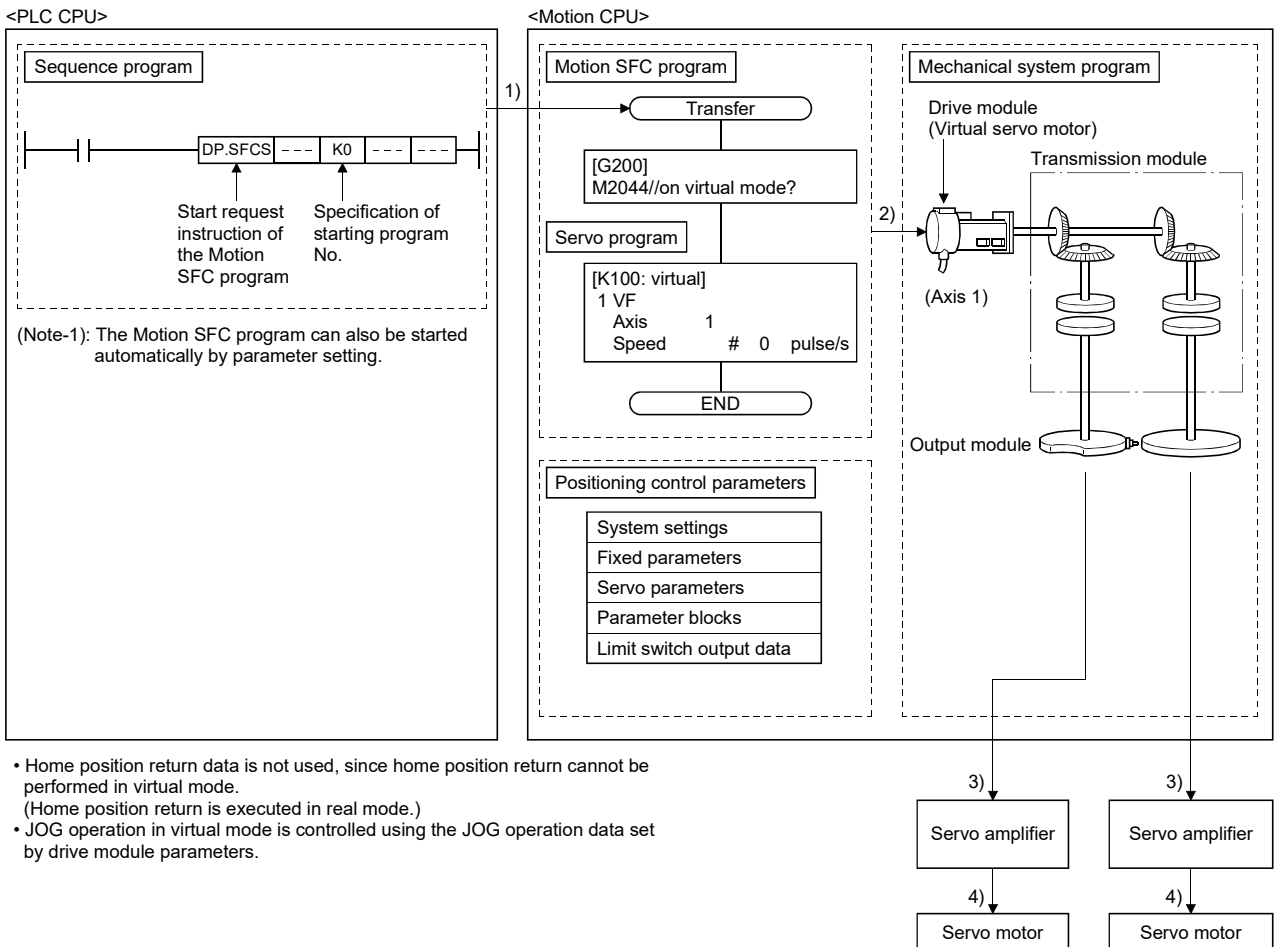 <PLC CPU>
Sequence program
DP.SFCS --- K0 --- ---
Start request
instruction of
the Motion
SFC program
Specification of
starting program
No.
(Note-1): The Motion SFC program can also be started
automatically by parameter setting.
1)
<Motion CPU>
Motion SFC program
Transfer
[G200]
M2044//on virtual mode?
Servo program
[K100: virtual]
1 VF
Axis 1
Speed # 0 pulse/s
END
Positioning control parameters
System settings
Fixed parameters
Servo parameters
Parameter blocks
Limit switch output data
2)
Mechanical system program
Drive module
(Virtual servo motor)
Transmission module
(Axis 1)
Output module
• Home position return data is not used, since home position return cannot be
performed in virtual mode.
(Home position return is executed in real mode.)
• JOG operation in virtual mode is controlled using the JOG operation data set
by drive module parameters.
3) 3)
Servo amplifier Servo amplifier
4) 4)
Servo motor Servo motor